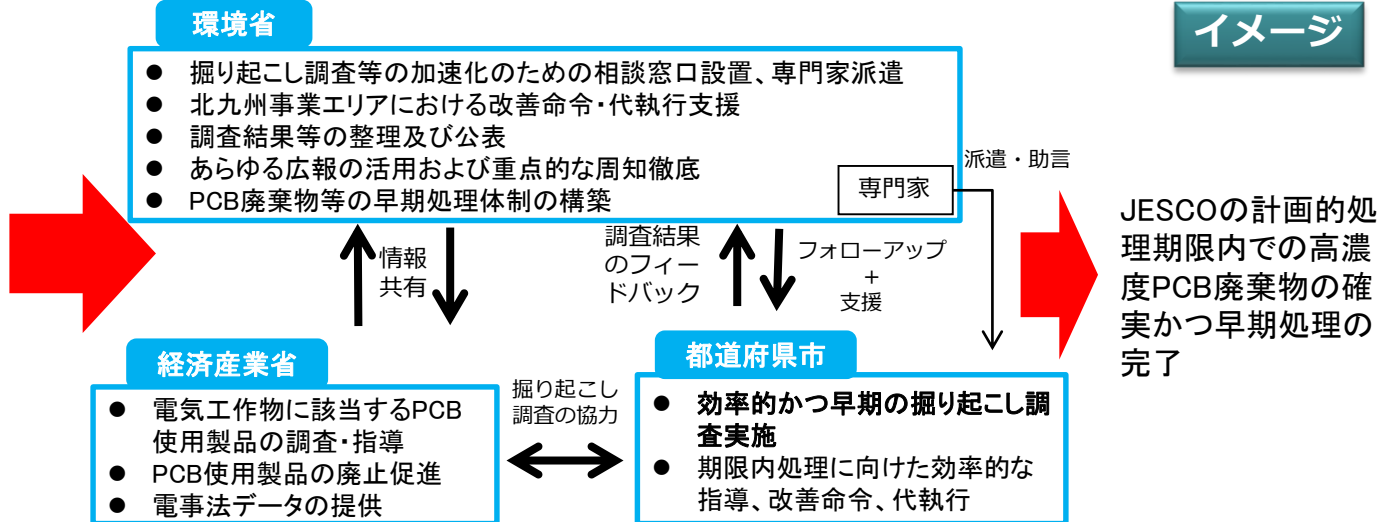 環境省
イメージ
● 掘り起こし調査等の加速化のための相談窓口設置、専門家派遣
● 北九州事業エリアにおける改善命令・代執行支援
● 調査結果等の整理及び公表
● あらゆる広報の活用および重点的な周知徹底
● PCB廃棄物等の早期処理体制の構築
専門家
派遣・助言
情報
共有
調査結果
のフィー
ドバック
フォローアップ
+
支援
JESCOの計画的処
理期限内での高濃
度PCB廃棄物の確
実かつ早期処理の
完了
経済産業省
● 電気工作物に該当するPCB
使用製品の調査・指導
● PCB使用製品の廃止促進
● 電事法データの提供
掘り起こし
調査の協力
都道府県市
● 効率的かつ早期の掘り起こし調
査実施
● 期限内処理に向けた効率的な
指導、改善命令、代執行